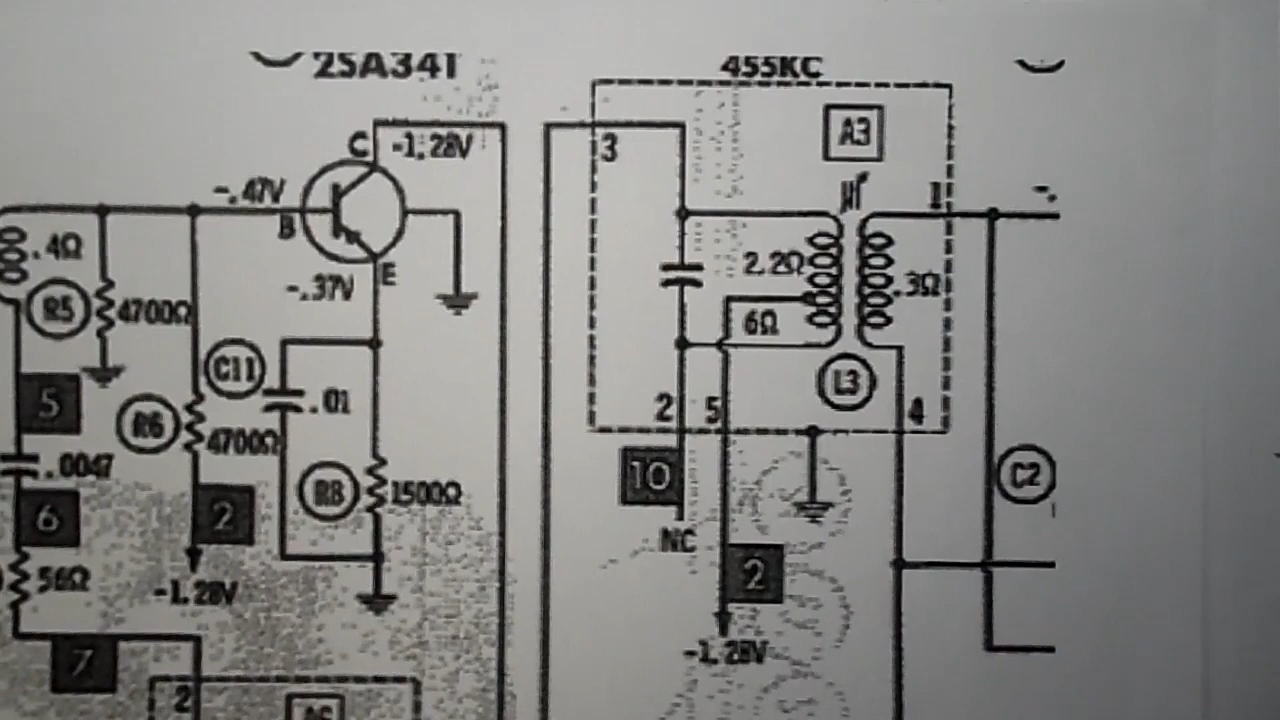 25A341
455KC
A3
C
-1.28V
3
-.47V
1
-.
B
.4Ω
2.2Ω
.3Ω
E
-.37V
R5
4700Ω
6Ω
C11
L3
5
.01
2
5
4
R6
4700Ω
.0047
10
C2
R8
1500Ω
6
2
NC
56Ω
2
-1.28V
-1.28V
7
2